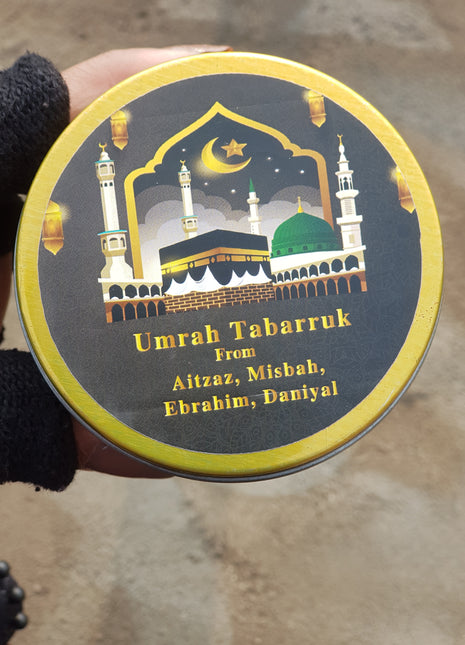 Umrah Tabarruk
From
Aitzaz, Misbah,
Ebrahim, Daniyal